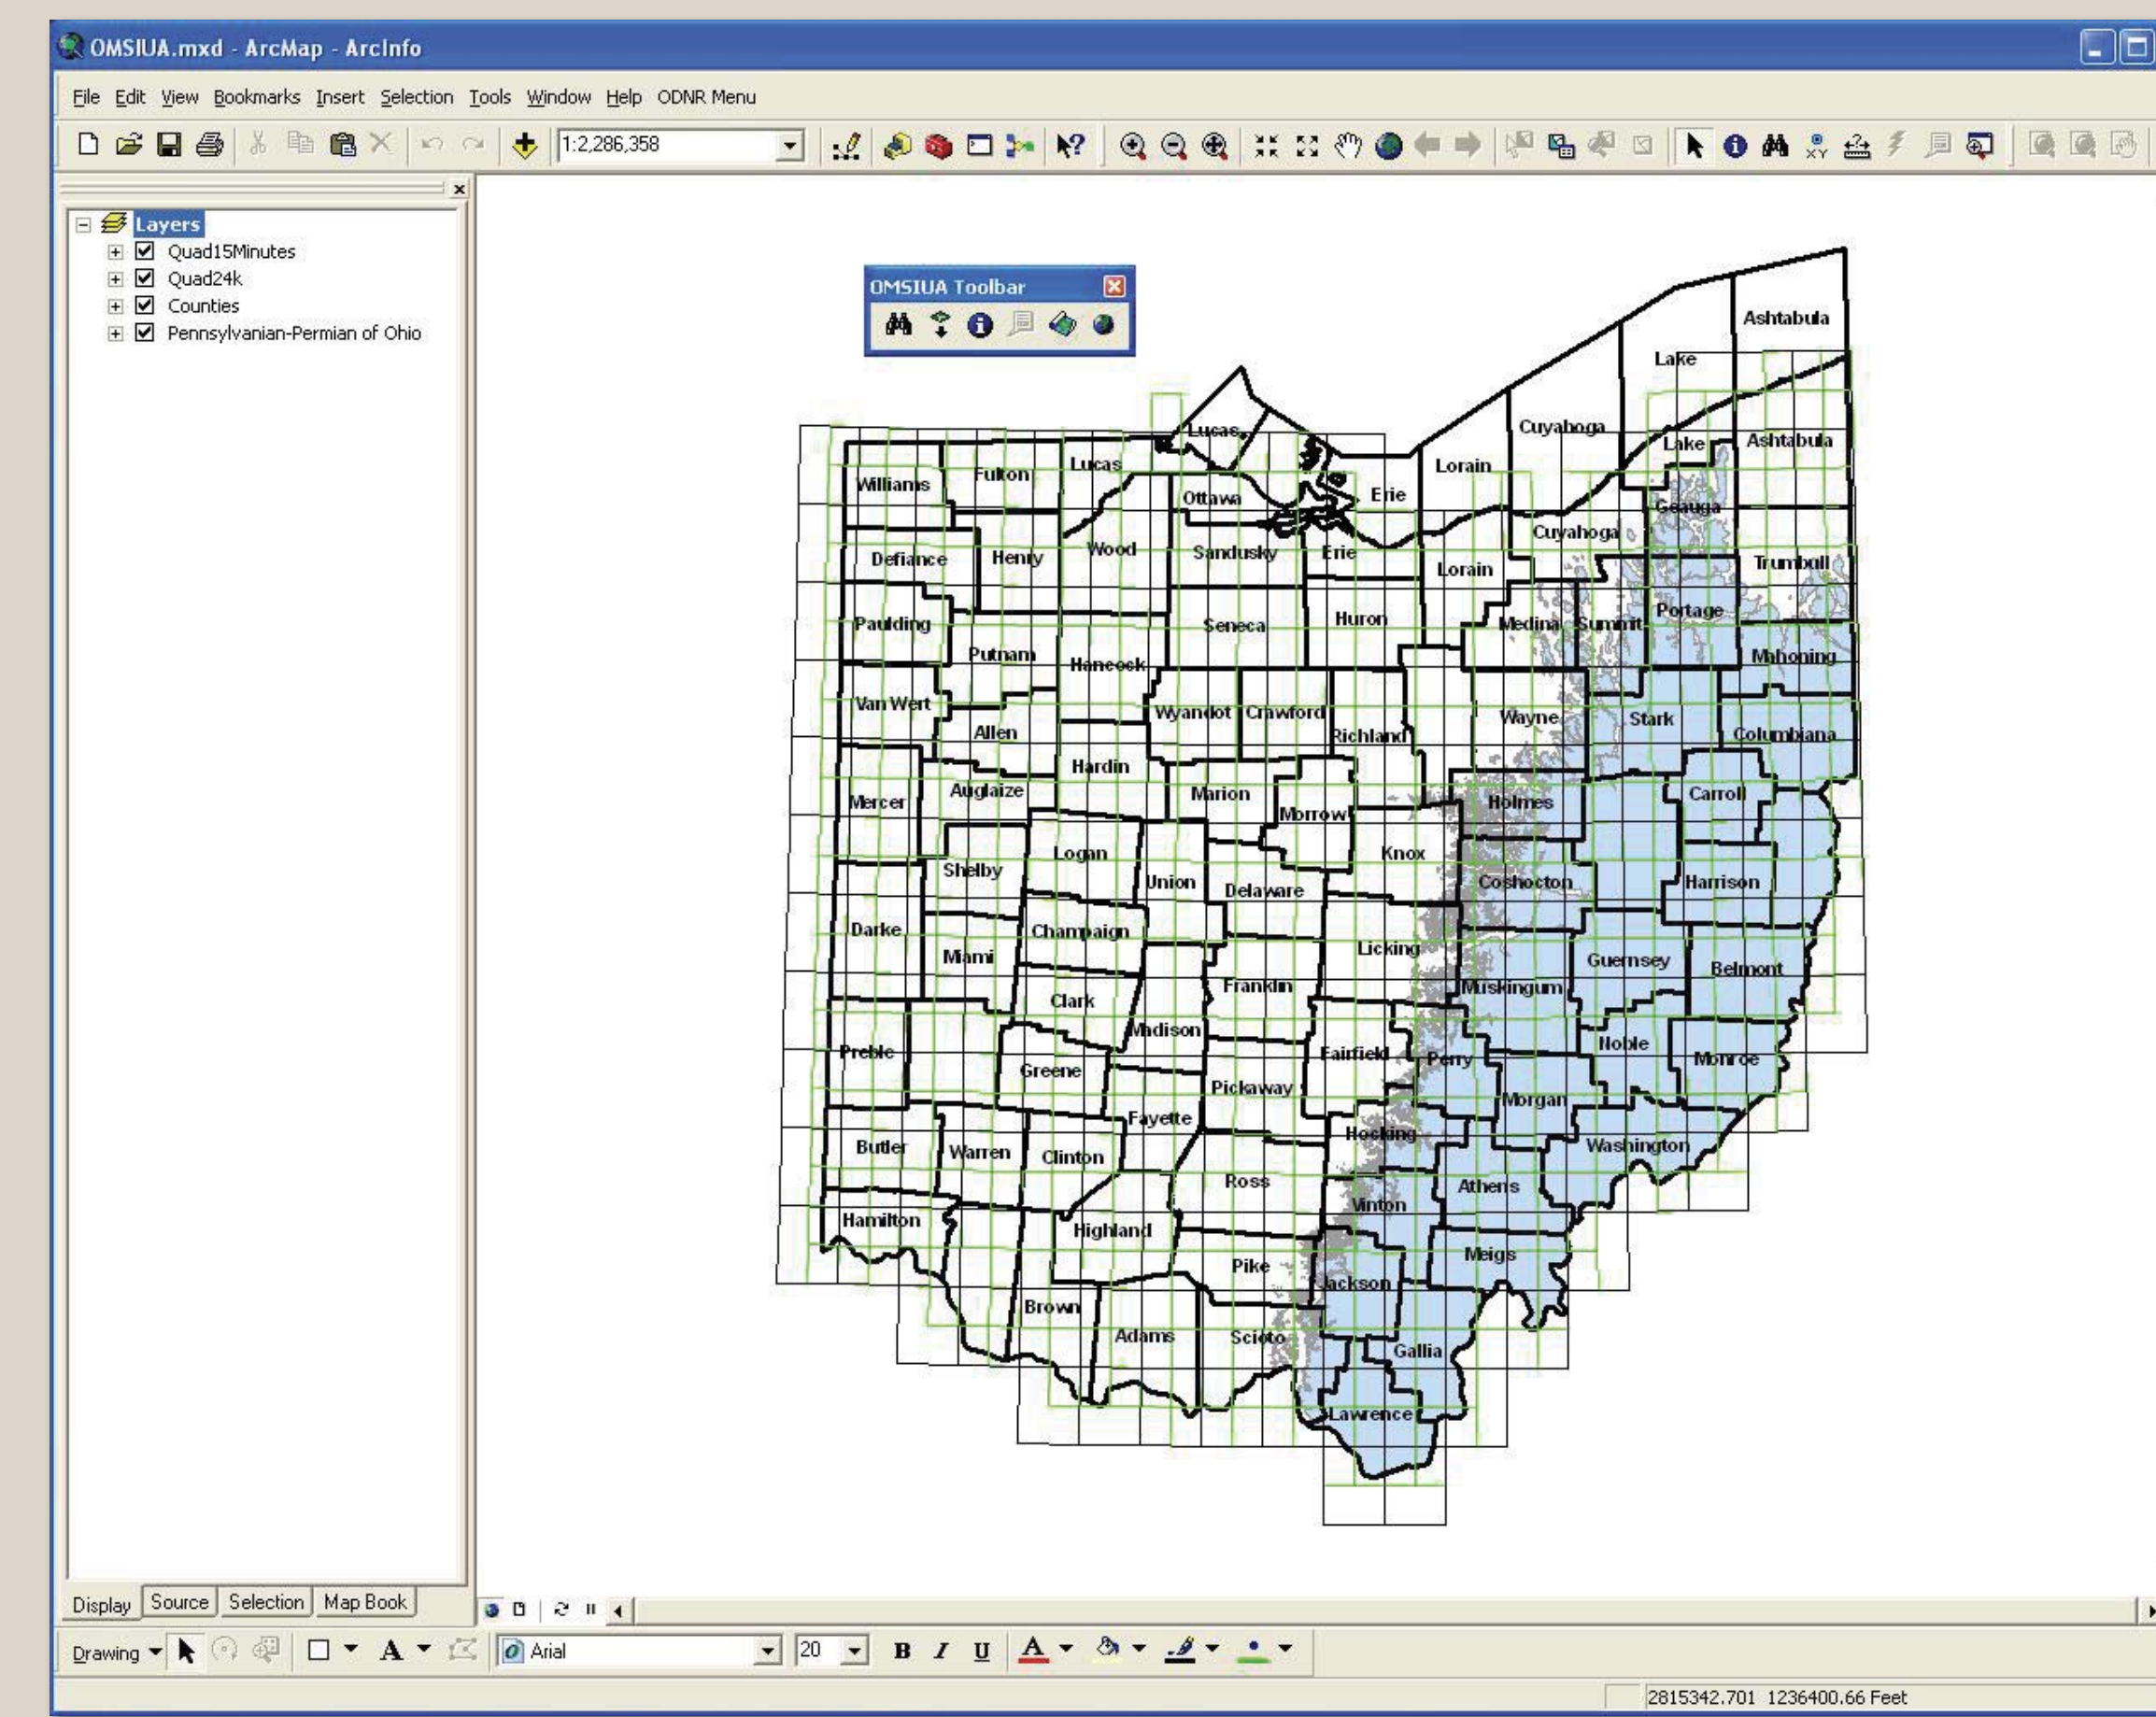 OMSIUA.mxd - ArcMap - ArcInfo
File Edit View Bookmarks Insert Selection Tools Window Help ODNR Menu
1:2,286,358
Layers
Quad15Minutes
Quad24k
Counties
Pennsylvanian-Permian of Ohio
OMSIUA Toolbar
Ashtabula
Lake
Cuyahoga
Lucas
Lake
Ashtabula
Lucas
Lorain
Fulton
Williams
Ottawa
Erie
Geauga
Cuyahoga
Wood
Sandusky
Erie
Defiance
Henry
Trumbull
Lorain
Portage
Huron
Paulding
Seneca
Medina
Summit
Putnam
Hancock
Mahoning
Van Wert
Wyandot
Crawford
Wayne
Stark
Allen
Richland
Columbiana
Hardin
Auglaize
Marion
Carroll
Mercer
Holmes
Morrow
Logan
Knox
Shelby
Union
Delaware
Coshocton
Harrison
Darke
Champaign
Licking
Miami
Guernsey
Belmont
Franklin
Muskingum
Clark
Madison
Noble
Preble
Fairfield
Perry
Monroe
Greene
Pickaway
Morgan
Fayette
Hocking
Butler
Warren
Clinton
Washington
Ross
Athens
Vinton
Hamilton
Highland
Meigs
Pike
Jackson
Brown
Adams
Scioto
Gallia
Lawrence
Display Source Selection Map Book
Drawing A Arial 20 B I U A
2815342.701 1236400.66 Feet